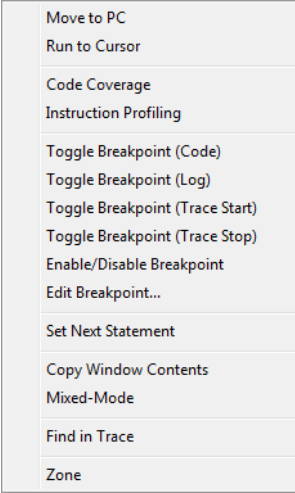 Move to PC
Run to Cursor
Code Coverage
Instruction Profiling
Toggle Breakpoint (Code)
Toggle Breakpoint (Log)
Toggle Breakpoint (Trace Start)
Toggle Breakpoint (Trace Stop)
Enable/Disable Breakpoint
Edit Breakpoint...
Set Next Statement
Copy Window Contents
Mixed-Mode
Find in Trace
Zone